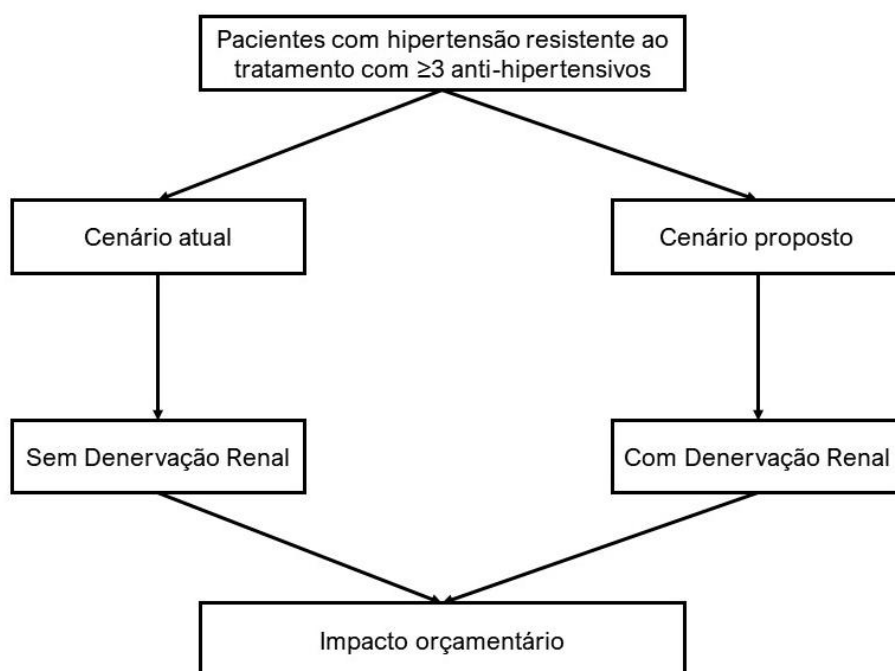 Pacientes com hipertensão resistente ao
tratamento com ≥3 anti-hipertensivos
Cenário atual
Cenário proposto
Sem Denervação Renal
Com Denervação Renal
Impacto orçamentário